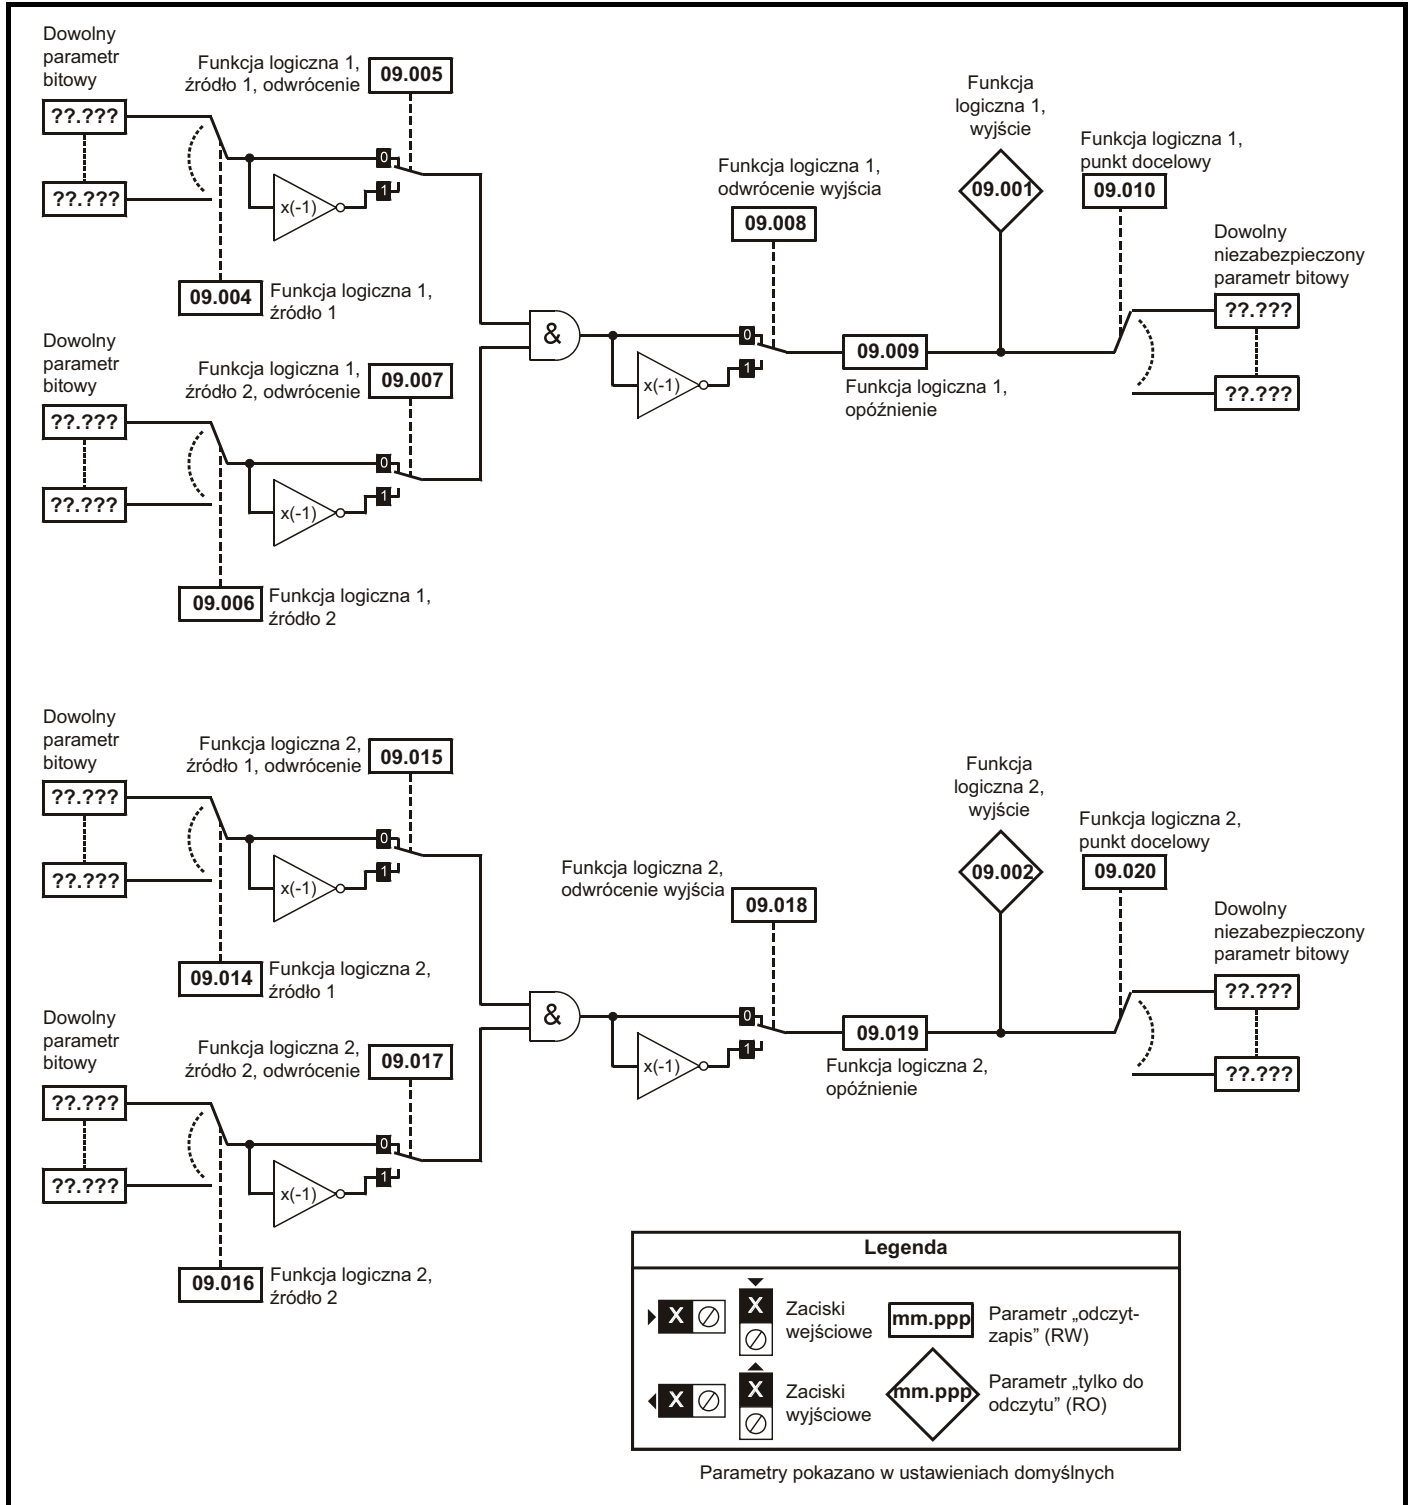 Dowolny
parametr
bitowy
??.???
??.???
Funkcja logiczna 1,
źródło 1, odwrócenie
09.005
0
1
x(-1)
09.004
Funkcja logiczna 1,
źródło 1
Dowolny
parametr
bitowy
??.???
??.???
Funkcja logiczna 1,
źródło 2, odwrócenie
09.007
0
1
x(-1)
09.006
Funkcja logiczna 1,
źródło 2
&
Funkcja logiczna 1,
odwrócenie wyjścia
09.008
0
1
x(-1)
09.009
Funkcja logiczna 1,
opóźnienie
Funkcja
logiczna 1,
wyjście
09.001
Funkcja logiczna 1,
punkt docelowy
09.010
Dowolny
niezabezpieczony
parametr bitowy
??.???
??.???
Dowolny
parametr
bitowy
??.???
??.???
Funkcja logiczna 2,
źródło 1, odwrócenie
09.015
0
1
x(-1)
09.014
Funkcja logiczna 2,
źródło 1
Dowolny
parametr
bitowy
??.???
??.???
Funkcja logiczna 2,
źródło 2, odwrócenie
09.017
0
1
x(-1)
09.016
Funkcja logiczna 2,
źródło 2
&
Funkcja logiczna 2,
odwrócenie wyjścia
09.018
0
1
x(-1)
09.019
Funkcja logiczna 2,
opóźnienie
Funkcja
logiczna 2,
wyjście
09.002
Funkcja logiczna 2,
punkt docelowy
09.020
Dowolny
niezabezpieczony
parametr bitowy
??.???
??.???
Legenda
X
X
Zaciski
wejściowe
mm.ppp
Parametr „odczyt-
zapis” (RW)
X
X
Zaciski
wyjściowe
mm.ppp
Parametr „tylko do
odczytu” (RO)
Parametry pokazano w ustawieniach domyślnych